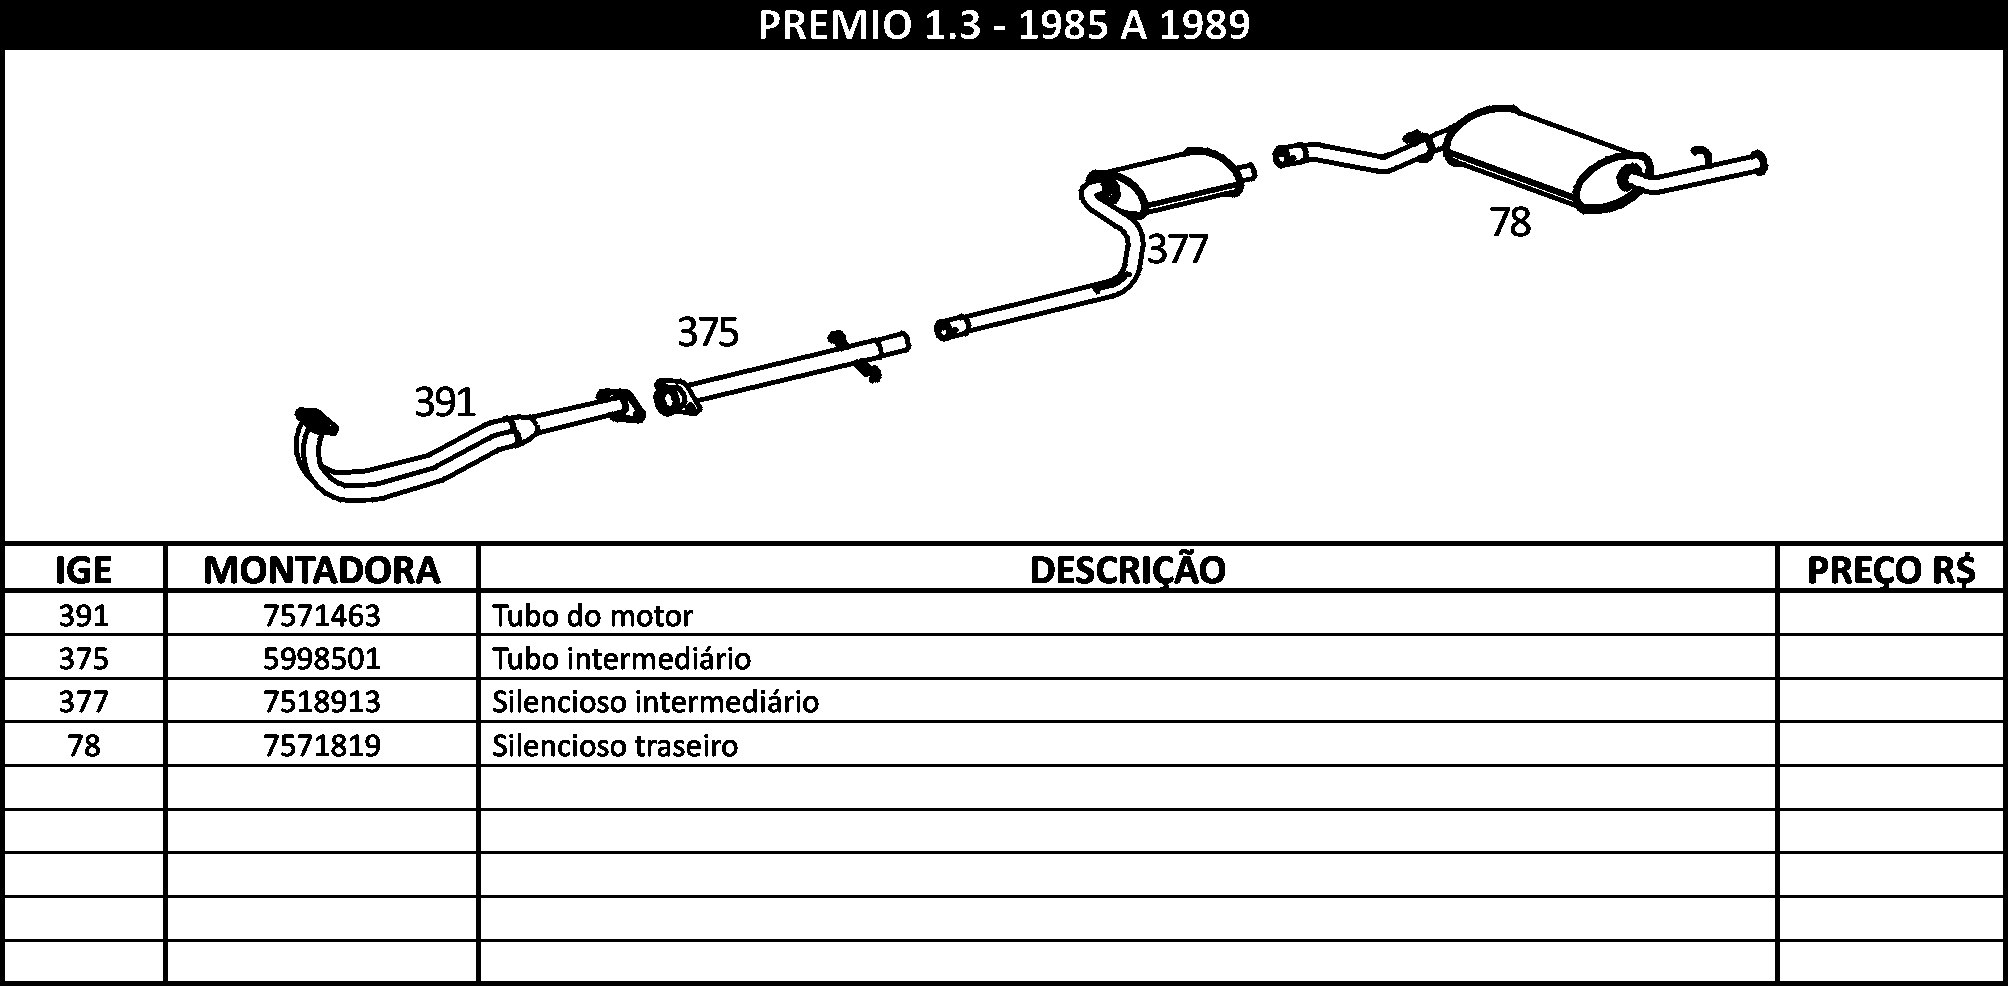 PREMIO 1.3 - 1985 A 1989
78
377
375
391
IGE MONTADORA DESCRIÇÃO PREÇO R$
391 7571463 Tubo do motor
375 5998501 Tubo intermediário
377 7518913 Silencioso intermediário
78 7571819 Silencioso traseiro